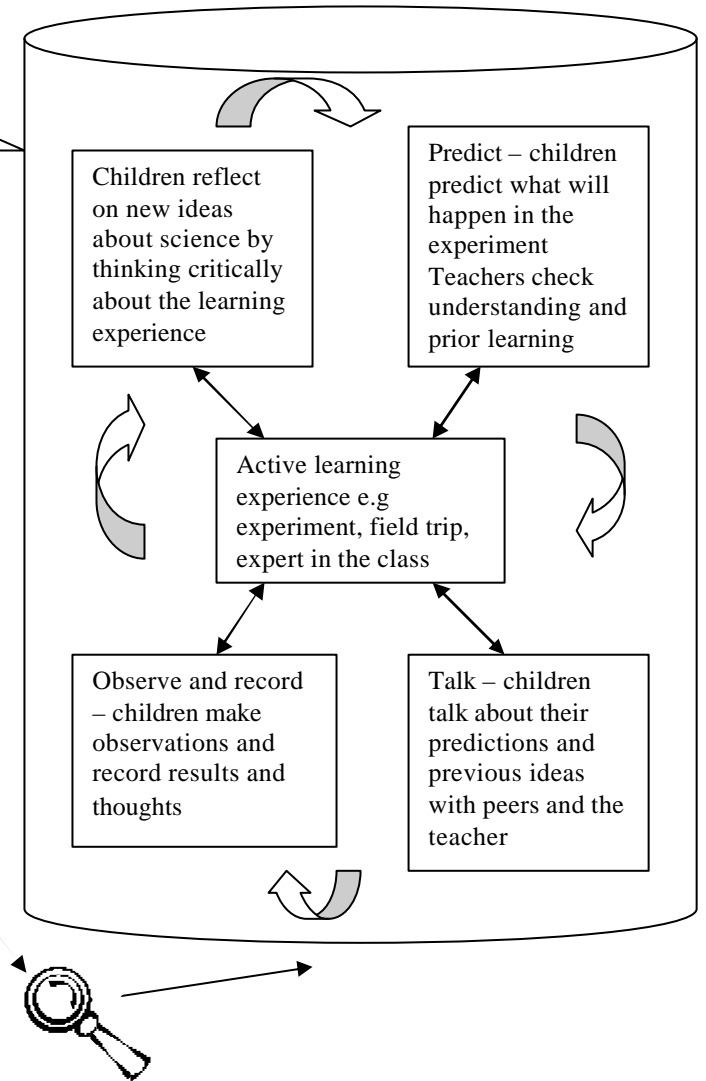 Children reflect
on new ideas
about science by
thinking critically
about the learning
experience
Predict – children
predict what will
happen in the
experiment
Teachers check
understanding and
prior learning
Active learning
experience e.g
experiment, field trip,
expert in the class
Observe and record
– children make
observations and
record results and
thoughts
Talk – children
talk about their
predictions and
previous ideas
with peers and the
teacher